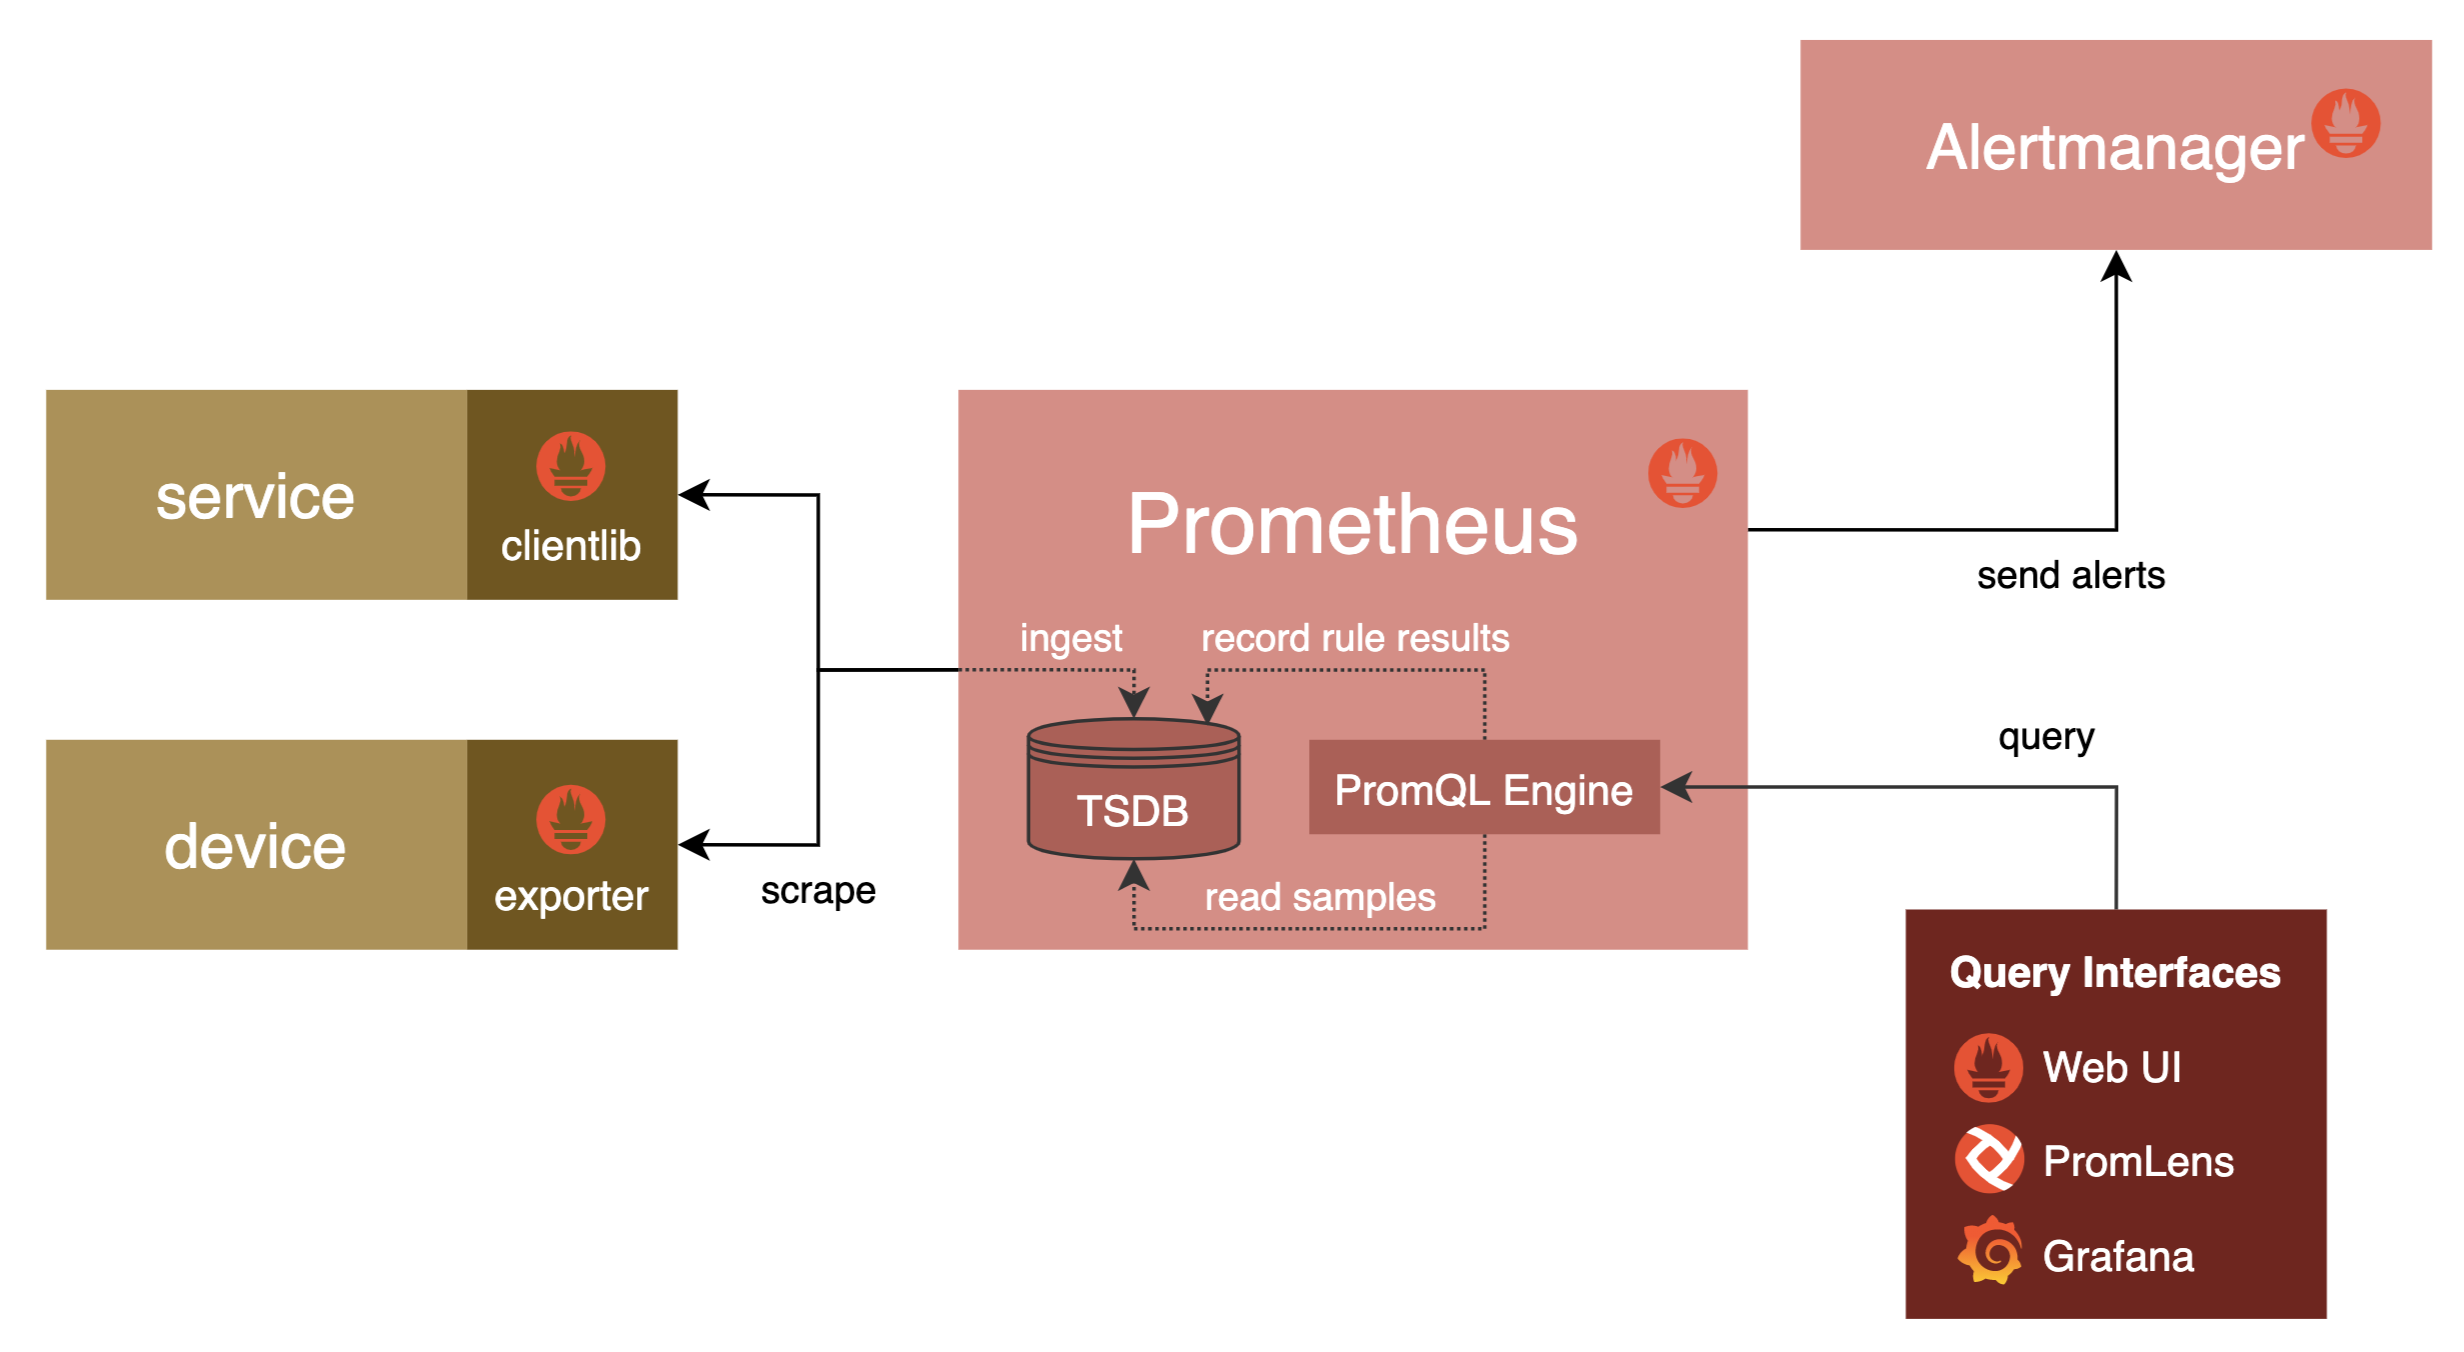 Alertmanager
service
clientlib
Prometheus
send alerts
ingest
record rule results
query
TSDB
PromQL Engine
device
exporter
scrape
read samples
Query Interfaces
Web UI
PromLens
Grafana